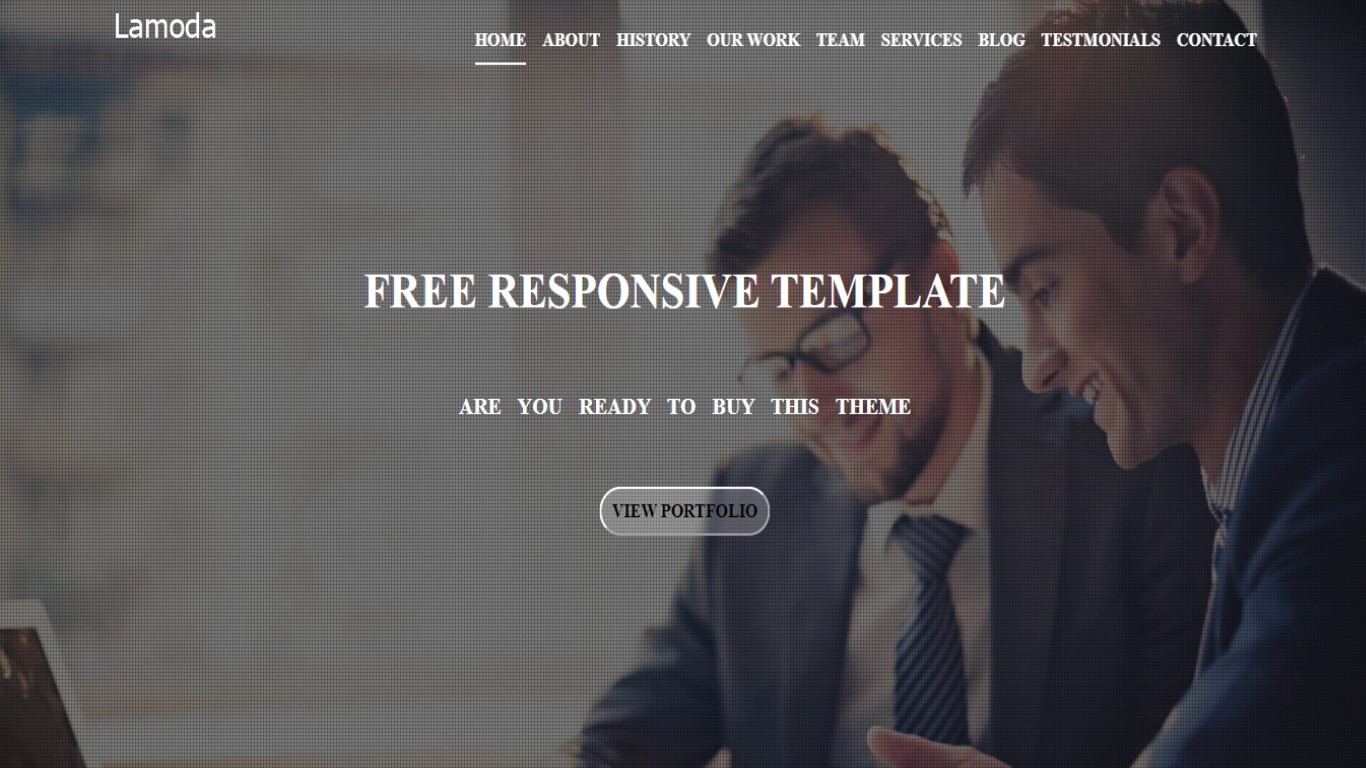 Lamoda
HOME ABOUT HISTORY OUR WORK TEAM SERVICES BLOG TESTMONIALS CONTACT
FREE RESPONSIVE TEMPLATE
ARE YOU READY TO BUY THIS THEME
VIEW PORTFOLIO